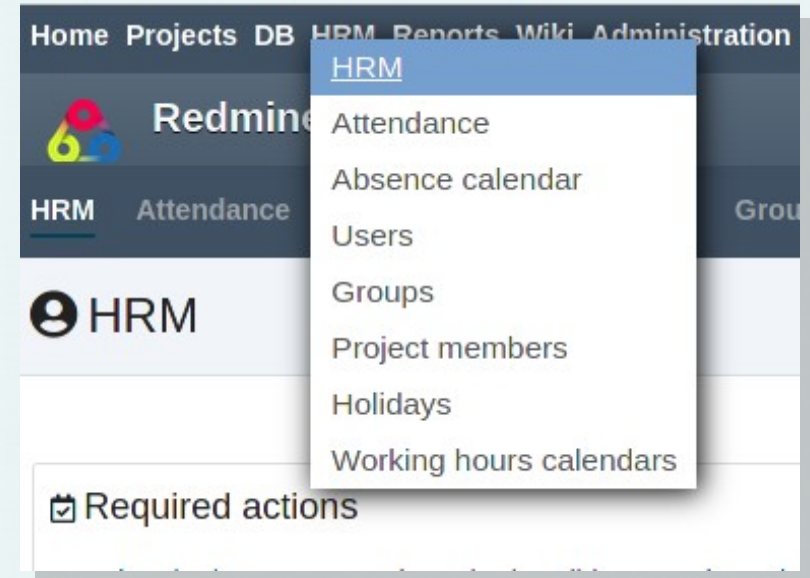 Home Projects DB HRM Reports Wiki Administration
HRM
Redmine
Attendance
Absence calendar
HRM Attendance
Users
Groups
HRM
Project members
Holidays
Working hours calendars
Required actions